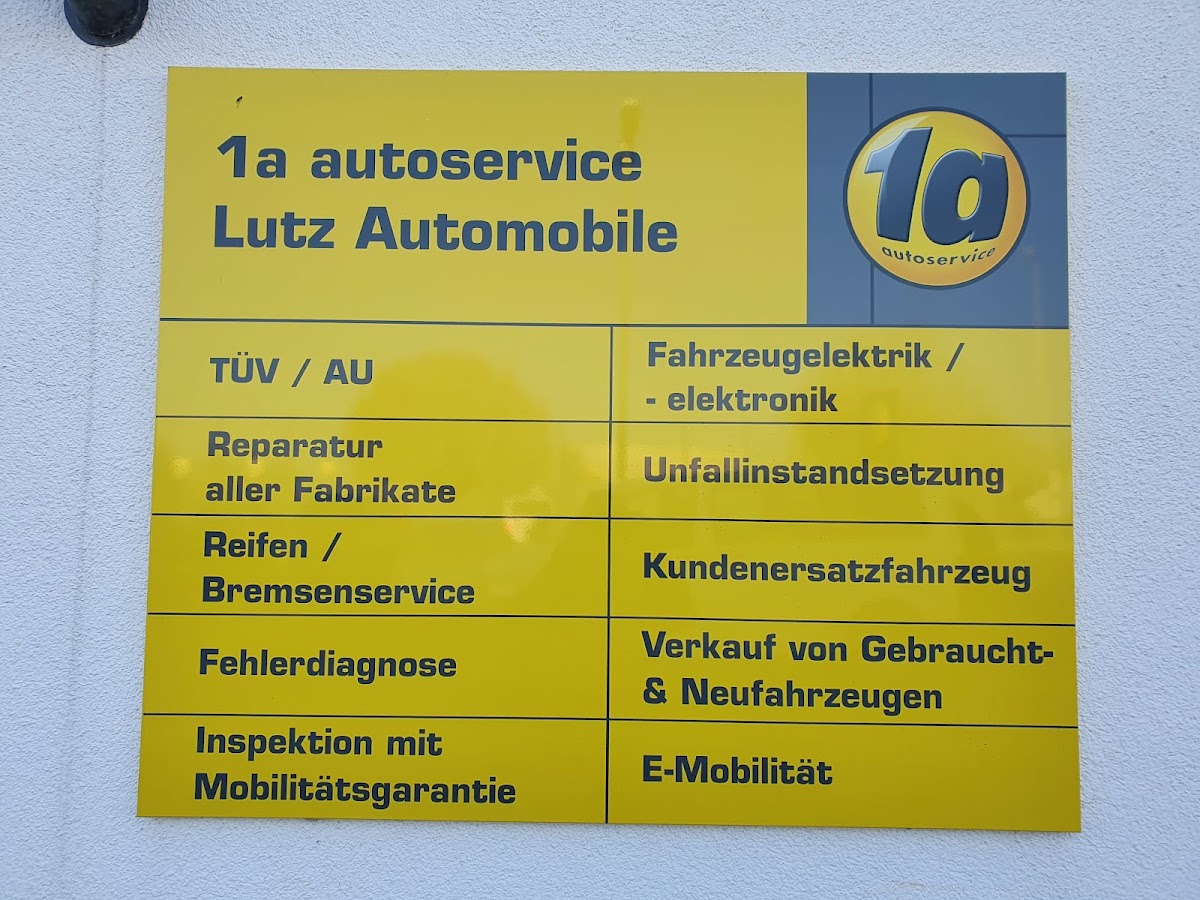 1a autoservice
Lutz Automobile
1a
autoservice
TÜV / AU
Fahrzeugelektrik /
- elektronik
Reparatur
aller Fabrikate
Unfallinstandsetzung
Reifen /
Bremsenservice
Kundenersatzfahrzeug
Fehlerdiagnose
Verkauf von Gebraucht-
& Neufahrzeugen
Inspektion mit
Mobilitätsgarantie
E-Mobilität